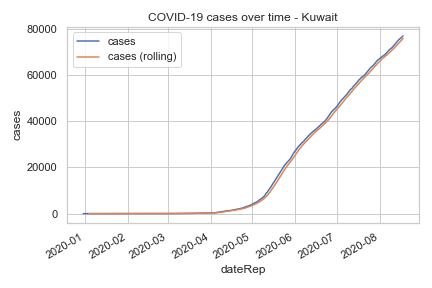 COVID-19 cases over time - Kuwait
cases
cases (rolling)
80000
60000
40000
20000
0
cases
2020-01
2020-02
2020-03
2020-04
2020-05
2020-06
2020-07
2020-08
dateRep